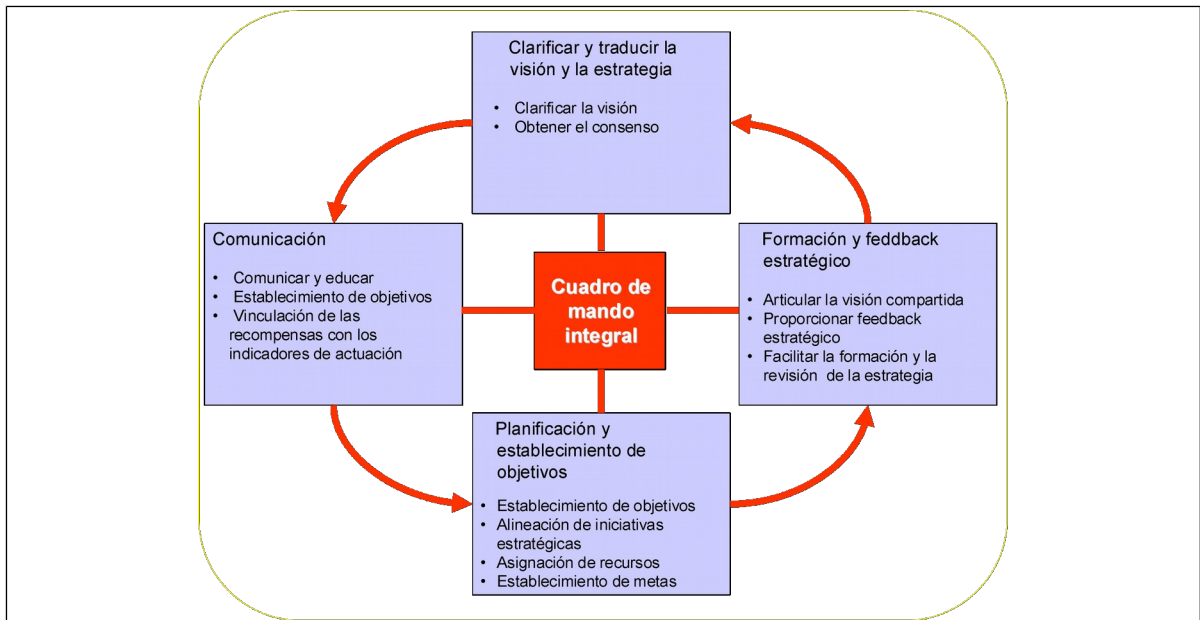 Clarificar y traducir la
visión y la estrategia
• Clarificar la visión
• Obtener el consenso
Comunicación
• Comunicar y educar
• Establecimiento de objetivos
• Vinculación de las
recompensas con los
indicadores de actuación
Cuadro de
mando
integral
Formación y feddback
estratégico
• Articular la visión compartida
• Proporcionar feedback
estratégico
• Facilitar la formación y la
revisión de la estrategia
Planificación y
establecimiento de
objetivos
• Establecimiento de objetivos
• Alineación de iniciativas
estratégicas
• Asignación de recursos
• Establecimiento de metas